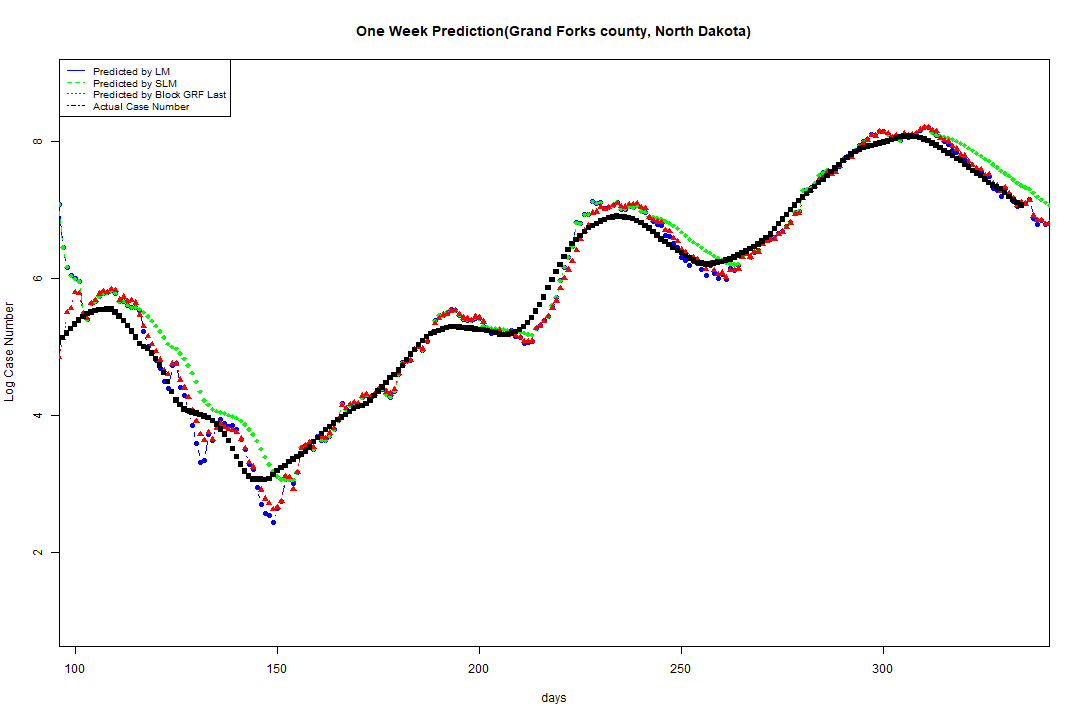 One Week Prediction(Grand Forks county, North Dakota)
Predicted by LM
Predicted by SLM
Predicted by Block GRF Last
Actual Case Number
8
6
4
2
Log Case Number
100 150 200 250 300
days